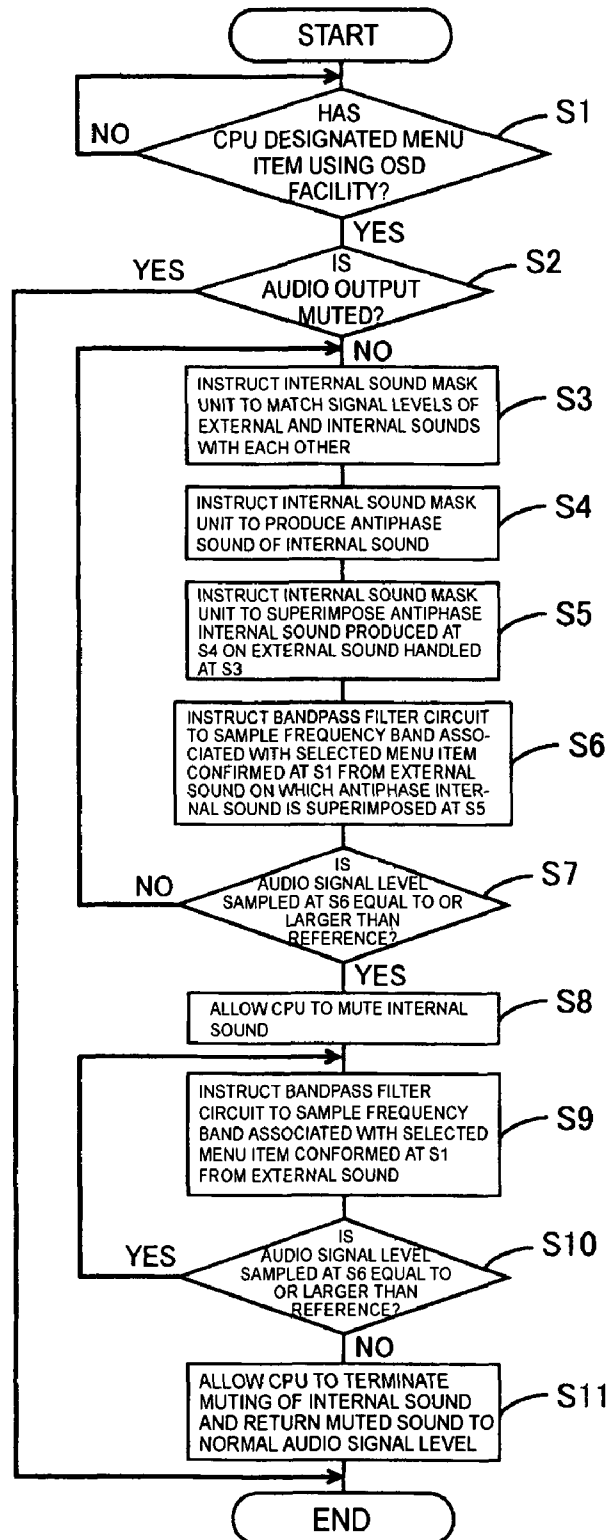 START
HAS
CPU DESIGNATED MENU
ITEM USING OSD
FACILITY?
S1
NO
YES
IS
AUDIO OUTPUT
MUTED?
S2
YES
NO
INSTRUCT INTERNAL SOUND MASK
UNIT TO MATCH SIGNAL LEVELS OF
EXTERNAL AND INTERNAL SOUNDS
WITH EACH OTHER
S3
INSTRUCT INTERNAL SOUND MASK
UNIT TO PRODUCE ANTIPHASE
SOUND OF INTERNAL SOUND
S4
INSTRUCT INTERNAL SOUND MASK
UNIT TO SUPERIMPOSE ANTIPHASE
INTERNAL SOUND PRODUCED AT
S4 ON EXTERNAL SOUND HANDLED
AT S3
S5
INSTRUCT BANDPASS FILTER CIRCUIT
TO SAMPLE FREQUENCY BAND ASSO-
CIATED WITH SELECTED MENU ITEM
CONFIRMED AT S1 FROM EXTERNAL
SOUND ON WHICH ANTIPHASE INTER-
NAL SOUND IS SUPERIMPOSED AT S5
S6
IS
AUDIO SIGNAL LEVEL
SAMPLED AT S6 EQUAL TO OR
LARGER THAN
REFERENCE?
S7
NO
YES
ALLOW CPU TO MUTE INTERNAL
SOUND
S8
INSTRUCT BANDPASS FILTER
CIRCUIT TO SAMPLE FREQUENCY
BAND ASSOCIATED WITH SELECTED
MENU ITEM CONFORMED AT S1
FROM EXTERNAL SOUND
S9
IS
AUDIO SIGNAL LEVEL
SAMPLED AT S6 EQUAL TO
OR LARGER THAN
REFERENCE?
S10
YES
NO
ALLOW CPU TO TERMINATE
MUTING OF INTERNAL SOUND
AND RETURN MUTED SOUND TO
NORMAL AUDIO SIGNAL LEVEL
S11
END